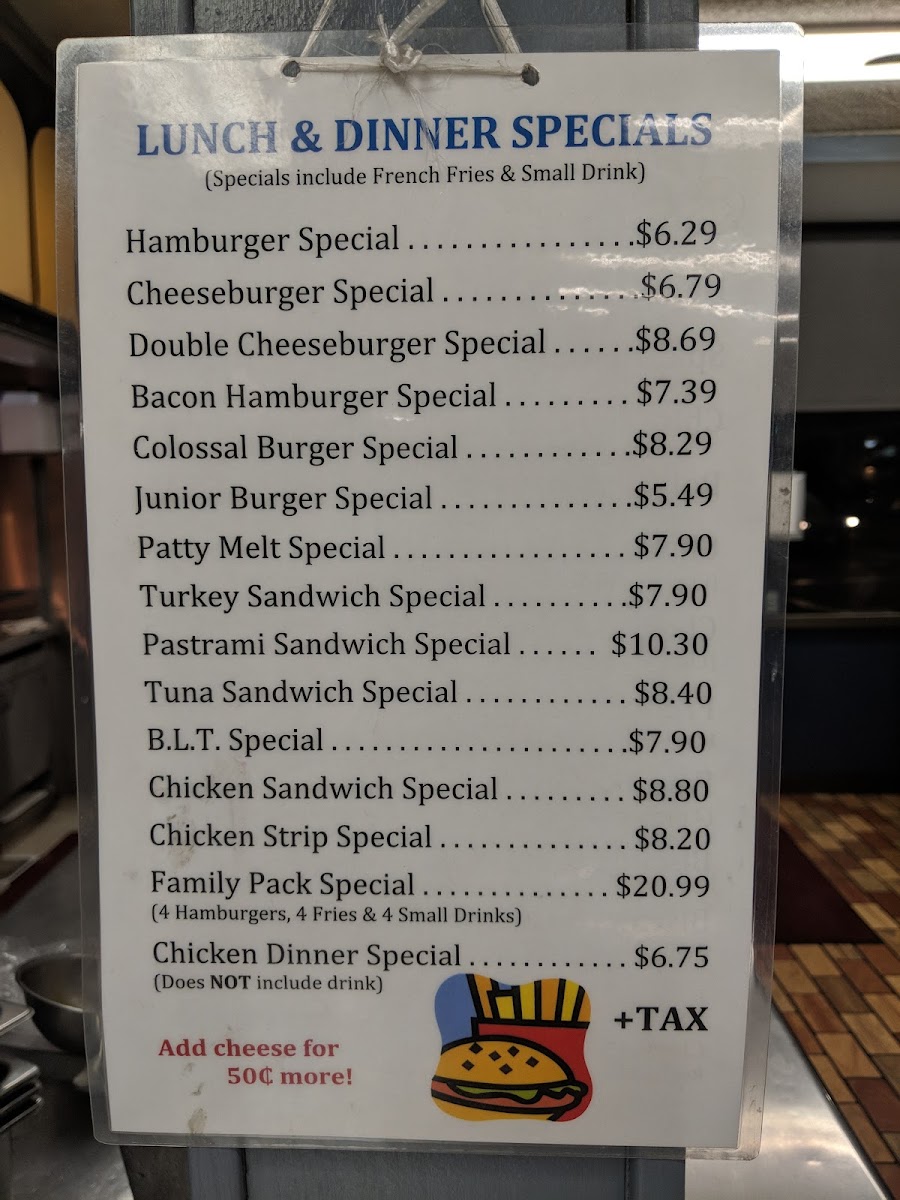 LUNCH & DINNER SPECIALS
(Specials include French Fries & Small Drink)
Hamburger Special . . . . . . . . . . . . . . . .$6.29
Cheeseburger Special . . . . . . . . . . . . . .$6.79
Double Cheeseburger Special . . . . . .$8.69
Bacon Hamburger Special . . . . . . . . . $7.39
Colossal Burger Special . . . . . . . . . . . .$8.29
Junior Burger Special . . . . . . . . . . . . . .$5.49
Patty Melt Special . . . . . . . . . . . . . . . . . $7.90
Turkey Sandwich Special . . . . . . . . . .$7.90
Pastrami Sandwich Special . . . . . . $10.30
Tuna Sandwich Special . . . . . . . . . . . . $8.40
B.L.T. Special . . . . . . . . . . . . . . . . . . . . . .$7.90
Chicken Sandwich Special . . . . . . . . . $8.80
Chicken Strip Special . . . . . . . . . . . . . . $8.20
Family Pack Special . . . . . . . . . . . . . . $20.99
(4 Hamburgers, 4 Fries & 4 Small Drinks)
Chicken Dinner Special . . . . . . . . . . . . $6.75
(Does NOT include drink)
+TAX
Add cheese for
50₵ more!